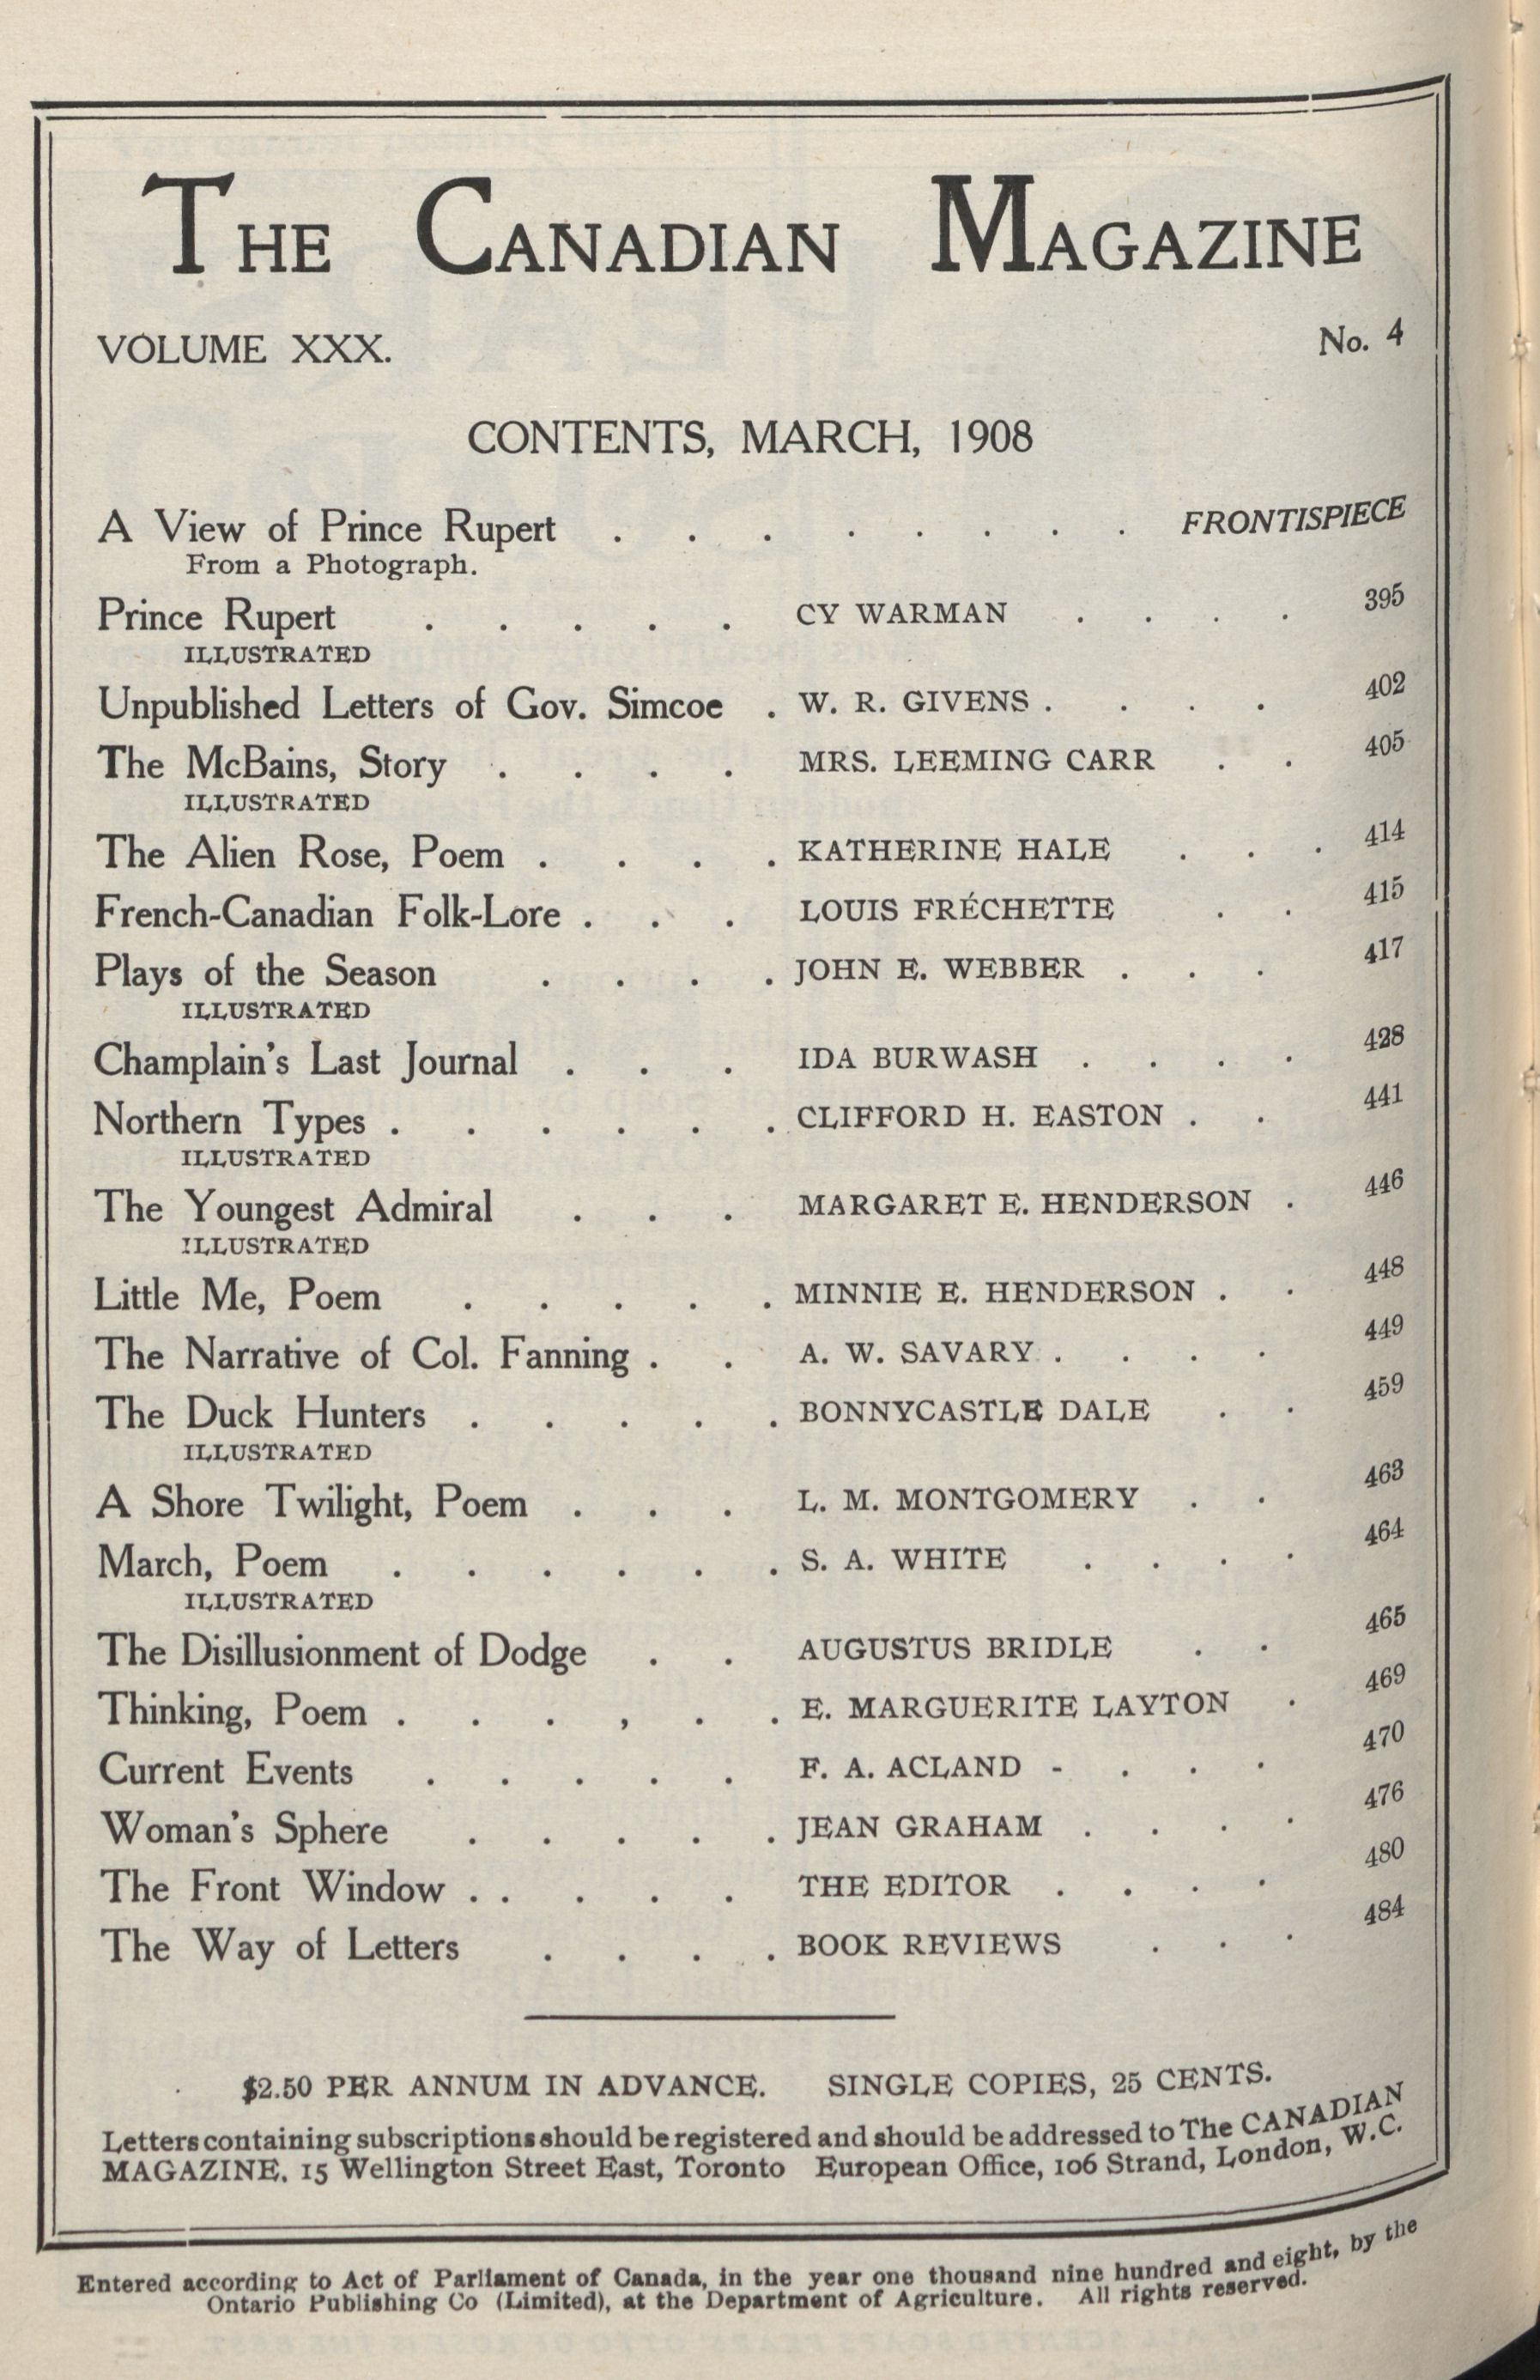 THE CANADIAN MAGAZINE
VOLUME XXX. No. 4
CONTENTS, MARCH, 1908
A View of Prince Rupert . . . . . . . . FRONTISPIECE
From a Photograph.
Prince Rupert . . . . . CY WARMAN . . . . 395
ILLUSTRATED
Unpublished Letters of Gov. Simcoe . W. R. GIVENS . . . . 402
The McBains, Story . . . . MRS. LEEMING CARR . . 405
ILLUSTRATED
The Alien Rose, Poem . . . . KATHERINE HALE . . . 414
French-Canadian Folk-Lore . . . LOUIS FRÉCHETTE . . 415
Plays of the Season . . . . JOHN E. WEBBER . . . 417
ILLUSTRATED
Champlain's Last Journal . . . IDA BURWASH . . . . 428
Northern Types . . . . . . CLIFFORD H. EASTON . . 441
ILLUSTRATED
The Youngest Admiral . . . MARGARET E. HENDERSON . 446
ILLUSTRATED
Little Me, Poem . . . . . MINNIE E. HENDERSON . . 448
The Narrative of Col. Fanning . . A. W. SAVARY . . . . 449
The Duck Hunters . . . . . BONNYCASTLE DALE . . 459
ILLUSTRATED
A Shore Twilight, Poem . . . L. M. MONTGOMERY . . 463
March, Poem . . . . . . S. A. WHITE . . . . 464
ILLUSTRATED
The Disillusionment of Dodge . . AUGUSTUS BRIDLE . . 465
Thinking, Poem . . . , . . E. MARGUERITE LAYTON . 469
Current Events . . . . . F. A. ACLAND - . . . 470
Woman's Sphere . . . . . JEAN GRAHAM . . . . 476
The Front Window . . . . . THE EDITOR . . . . 480
The Way of Letters . . . . BOOK REVIEWS . . . 484
$2.50 PER ANNUM IN ADVANCE. SINGLE COPIES, 25 CENTS.
Letters containing subscriptions should be registered and should be addressed to The CANADIAN
MAGAZINE. 15 Wellington Street East, Toronto European Office, 106 Strand, London, W.C.
Entered according to Act of Parliament of Canada, in the year one thousand nine hundred and eight, by the
Ontario Publishing Co (Limited), at the Department of Agriculture. All rights reserved.